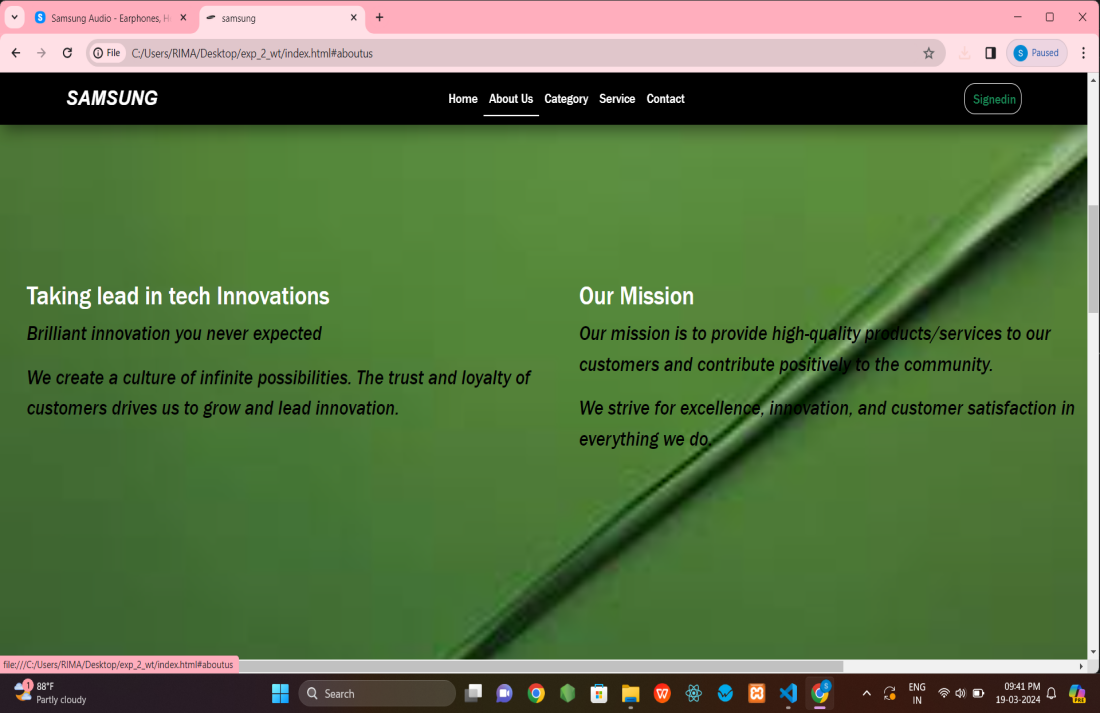 Samsung Audio - Earphones, H
samsung
File
C:/Users/RIMA/Desktop/exp_2_wt/index.html#aboutus
S
Paused
SAMSUNG
Home About Us Category Service Contact
Signedin
Taking lead in tech Innovations
Brilliant innovation you never expected
We create a culture of infinite possibilities. The trust and loyalty of
customers drives us to grow and lead innovation.
Our Mission
Our mission is to provide high-quality products/services to our
customers and contribute positively to the community.
We strive for excellence, innovation, and customer satisfaction in
everything we do.
file:///C:/Users/RIMA/Desktop/exp_2_wt/index.html#aboutus
1
88°F
Partly cloudy
Search
ENG
IN
09:41 PM
19-03-2024